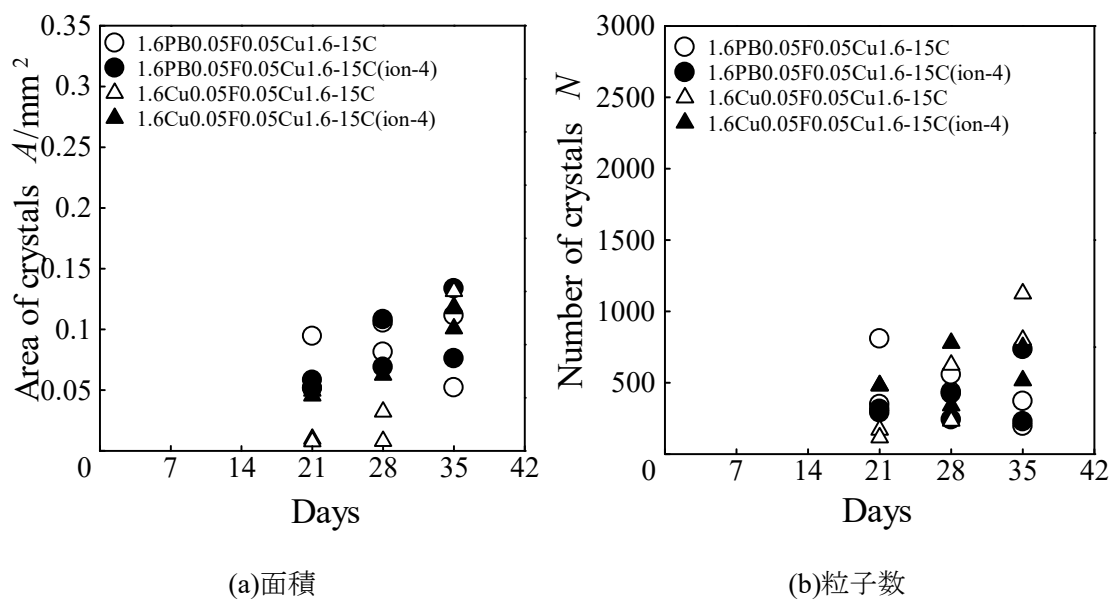 0.35
0.3
0.25
0.2
0.15
0.1
0.05
0
7
14
21
28
35
42
Area of crystals A/mm2
Days
1.6PB0.05F0.05Cu1.6-15C
1.6PB0.05F0.05Cu1.6-15C(ion-4)
1.6Cu0.05F0.05Cu1.6-15C
1.6Cu0.05F0.05Cu1.6-15C(ion-4)
(a)面積
3000
2500
2000
1500
1000
500
0
7
14
21
28
35
42
Number of crystals N
Days
1.6PB0.05F0.05Cu1.6-15C
1.6PB0.05F0.05Cu1.6-15C(ion-4)
1.6Cu0.05F0.05Cu1.6-15C
1.6Cu0.05F0.05Cu1.6-15C(ion-4)
(b)粒子数